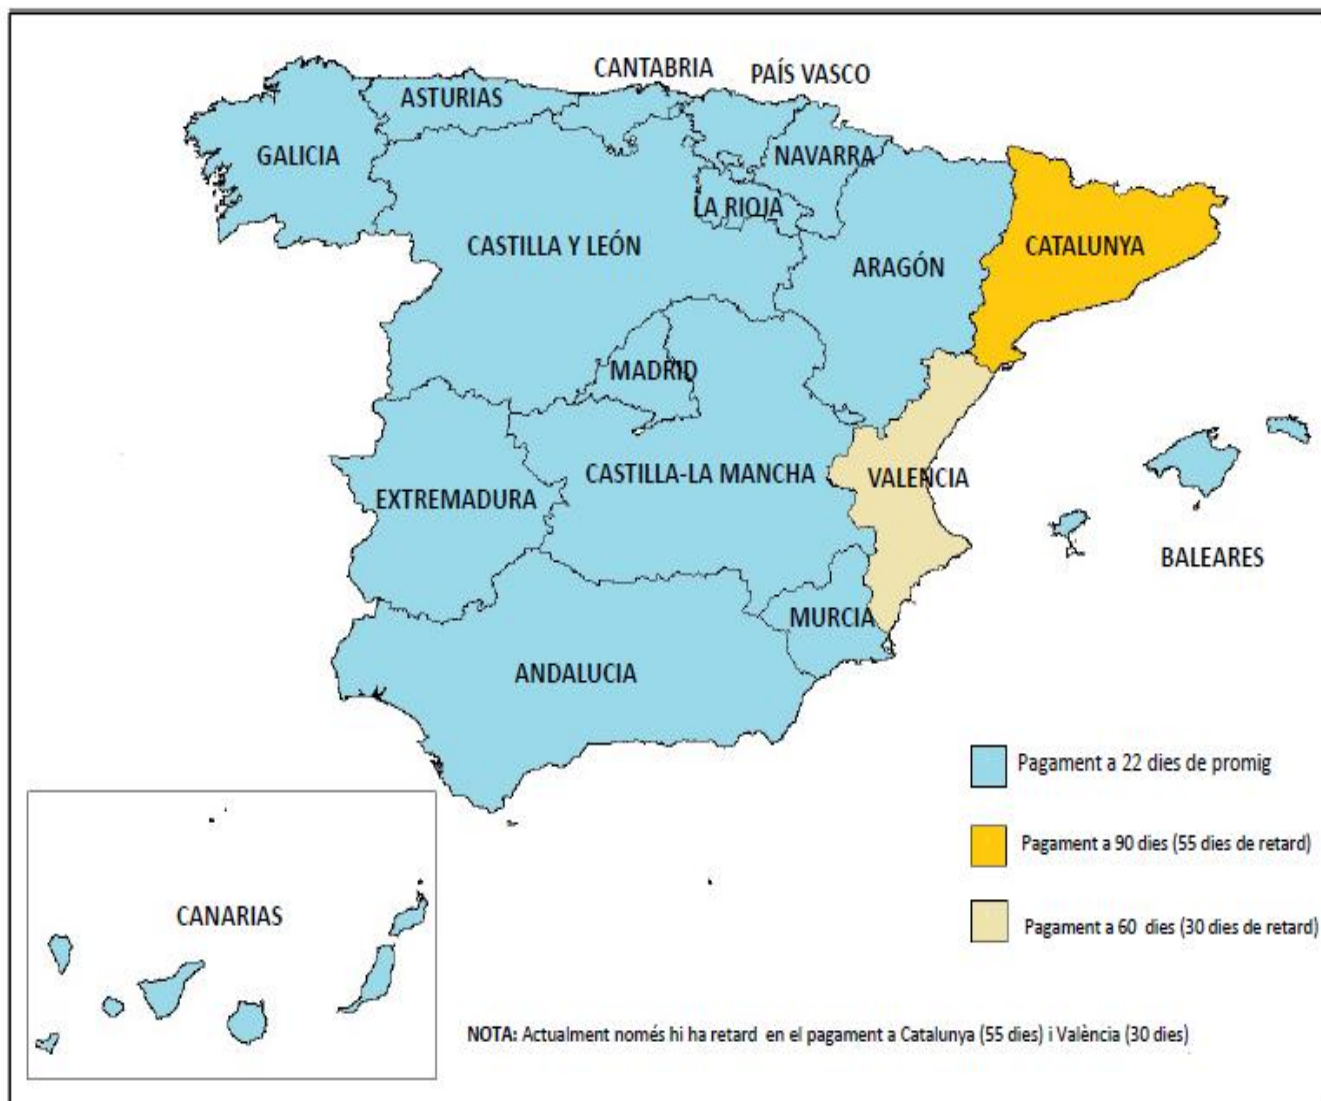 CANTABRIA
PAÍS VASCO
ASTURIAS
GALICIA
NAVARRA
LA RIOJA
CASTILLA Y LEÓN
ARAGÓN
CATALUNYA
MADRID
CASTILLA-LA MANCHA
VALENCIA
EXTREMADURA
BALEARES
MURCIA
ANDALUCIA
Pagament a 22 dies de promig
Pagament a 90 dies (55 dies de retard)
Pagament a 60 dies (30 dies de retard)
CANARIAS
NOTA: Actualment només hi ha retard en el pagament a Catalunya (55 dies) i València (30 dies)